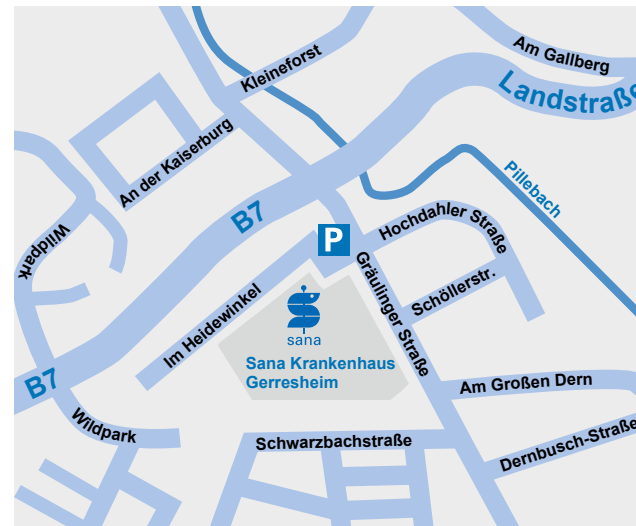 Am Gallberg
Kleineforst
Landstraße
An der Kaiserburg
Pillebach
B7
Wildpark
P
Hochdahler Straße
Gräulinger Straße
Im Heidewinkel
Schöllerstr.
sana
Sana Krankenhaus
Gerresheim
B7
Am Großen Dern
Wildpark
Schwarzbachstraße
Dernbusch-Straße